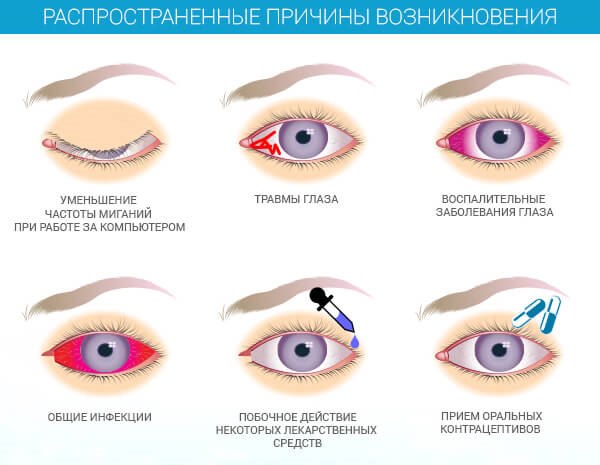 РАСПРОСТРАНЕННЫЕ ПРИЧИНЫ ВОЗНИКНОВЕНИЯ
УМЕНЬШЕНИЕ
ЧАСТОТЫ МИГАНИЙ
ПРИ РАБОТЕ ЗА КОМПЬЮТЕРОМ
ТРАВМЫ ГЛАЗА
ВОСПАЛИТЕЛЬНЫЕ
ЗАБОЛЕВАНИЯ ГЛАЗА
ОБЩИЕ ИНФЕКЦИИ
ПОБОЧНОЕ ДЕЙСТВИЕ
НЕКОТОРЫХ ЛЕКАРСТВЕННЫХ
СРЕДСТВ
ПРИЕМ ОРАЛЬНЫХ
КОНТРАЦЕПТИВОВ